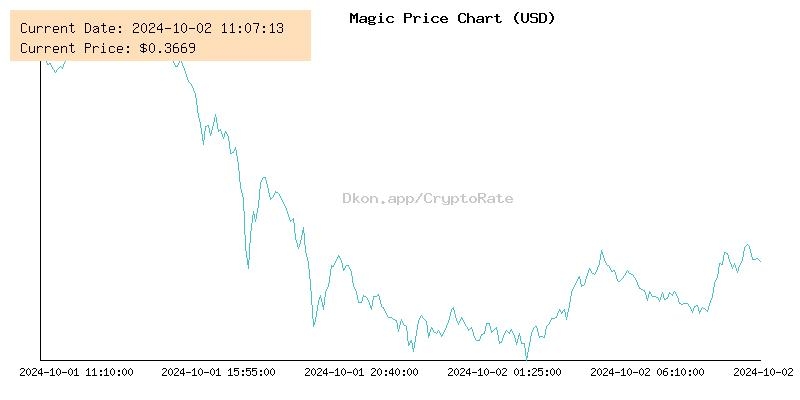 Magic Price Chart (USD)
Current Date: 2024-10-02 11:07:13
Current Price: $0.3669
Dkon.app/CryptoRate
2024-10-01 11:10:00 2024-10-01 15:55:00 2024-10-01 20:40:00 2024-10-02 01:25:00 2024-10-02 06:10:00 2024-10-02